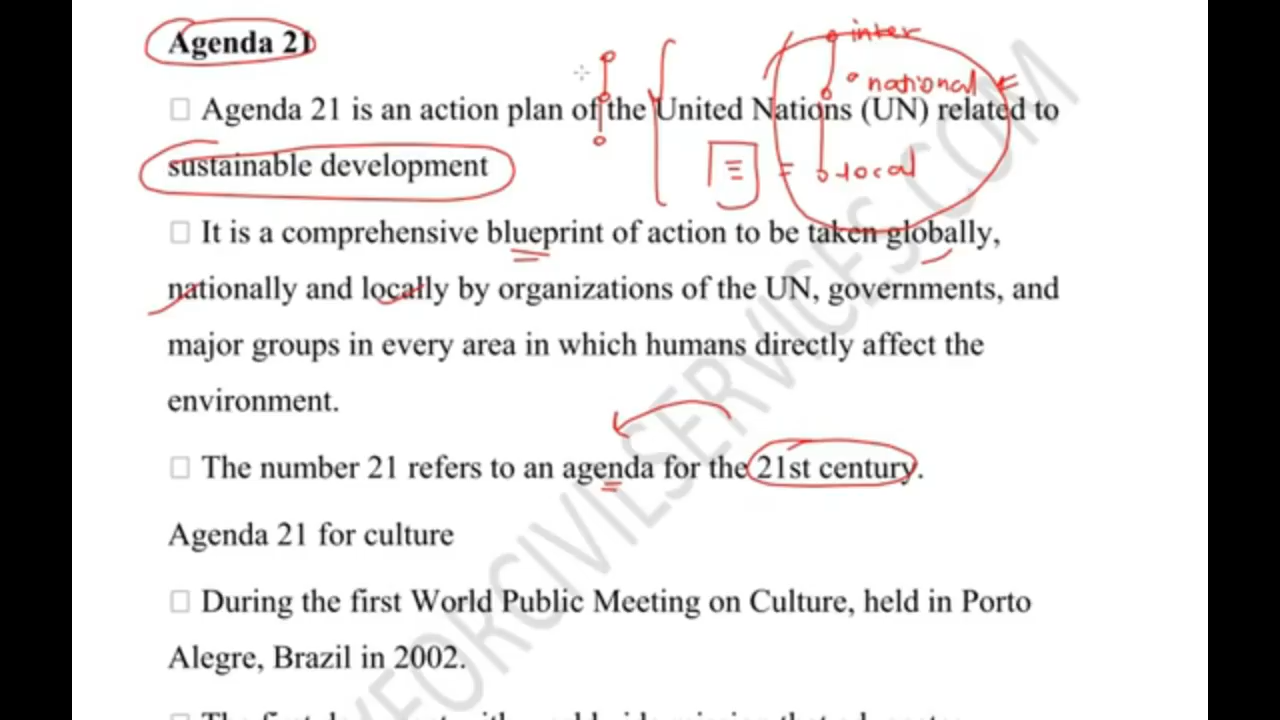 Agenda 21
inter
national
□ Agenda 21 is an action plan of the United Nations (UN) related to
sustainable development
local
□ It is a comprehensive blueprint of action to be taken globally,
nationally and locally by organizations of the UN, governments, and
major groups in every area in which humans directly affect the
environment.
□ The number 21 refers to an agenda for the 21st century.
Agenda 21 for culture
□ During the first World Public Meeting on Culture, held in Porto
Alegre, Brazil in 2002.
FORCIVILSERVICES.COM